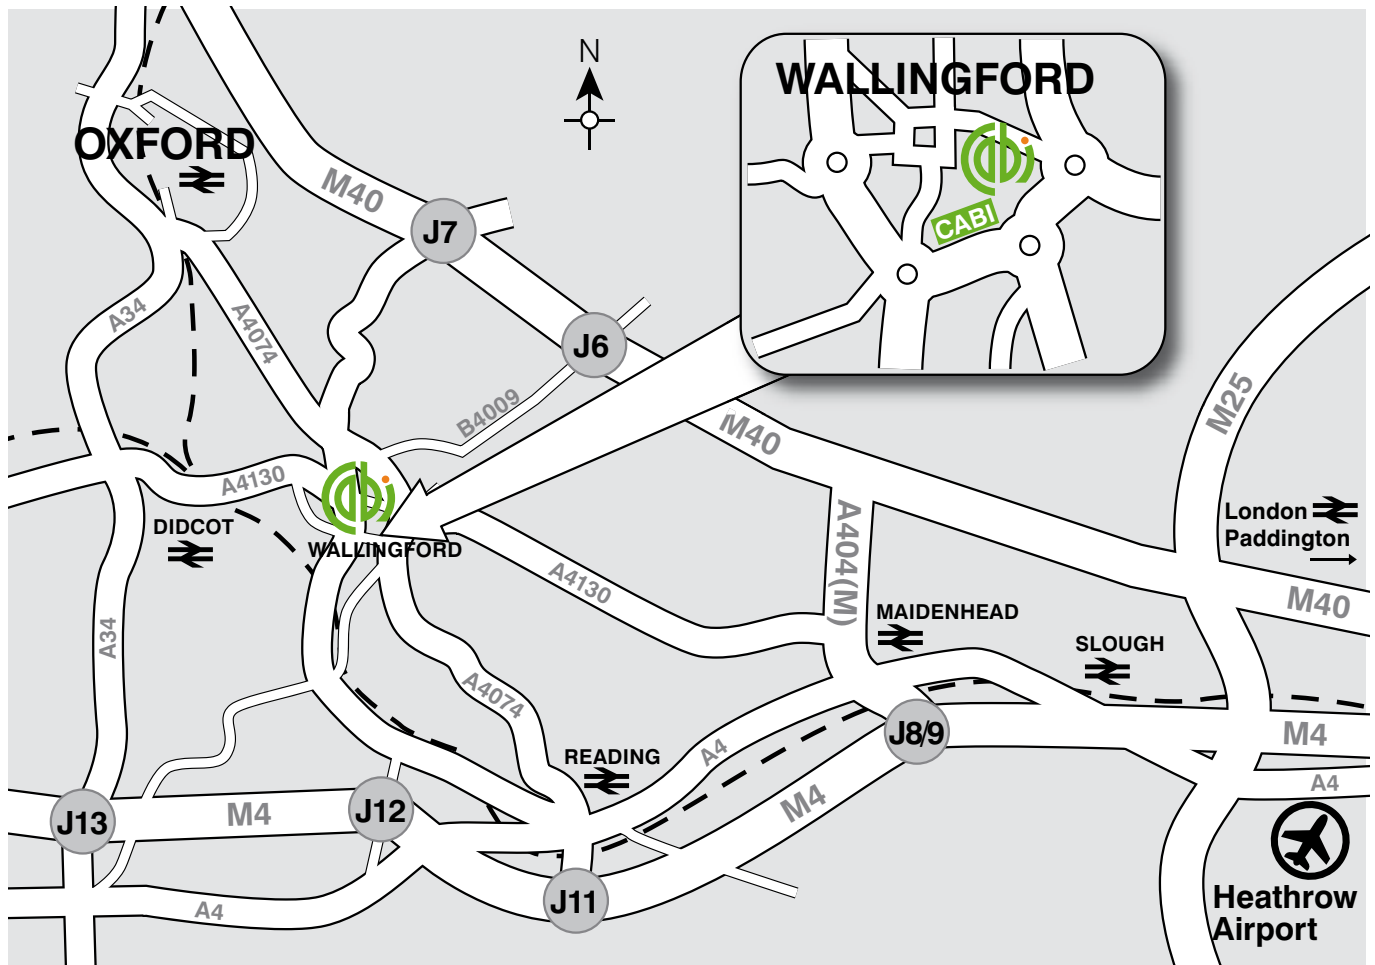 N
WALLINGFORD
CABI
OXFORD
M40
J7
A34
A4074
J6
B4009
M40
M25
A4130
DIDCOT
WALLINGFORD
A404(M)
London
Paddington
A4130
M40
MAIDENHEAD
SLOUGH
A34
A4074
READING
A4
J8/9
M4
A4
J13
M4
J12
M4
J11
A4
Heathrow
Airport